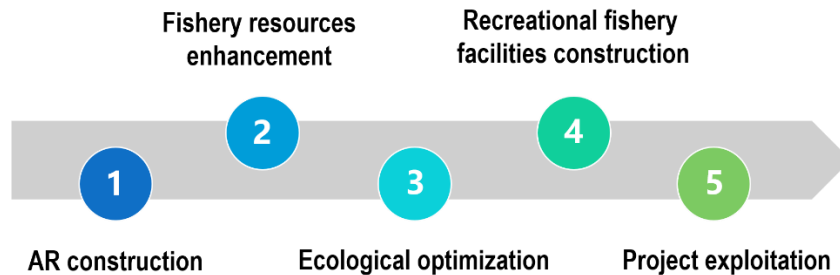 Fishery resources
enhancement
Recreational fishery
facilities construction
1
2
3
4
5
AR construction
Ecological optimization
Project exploitation